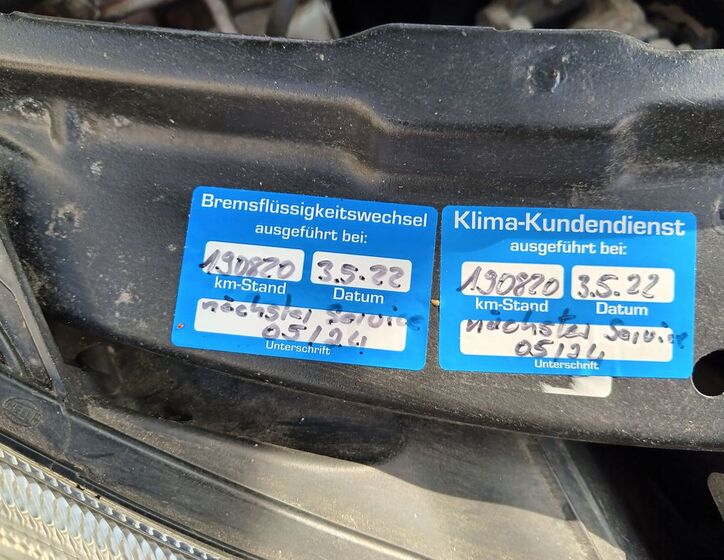 Bremsflüssigkeitswechsel
ausgeführt bei:
190820 3.5.22
km-Stand Datum
nächster Service
05/24
Unterschrift
Klima-Kundendienst
ausgeführt bei:
190820 3.5.22
km-Stand Datum
nächster Service
05/24
Unterschrift